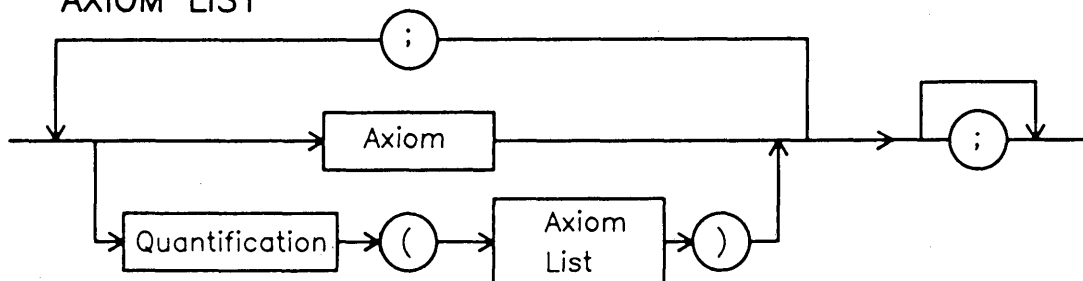 AXIOM LIST
;
Axiom
;
Quantification
(
Axiom
List
)